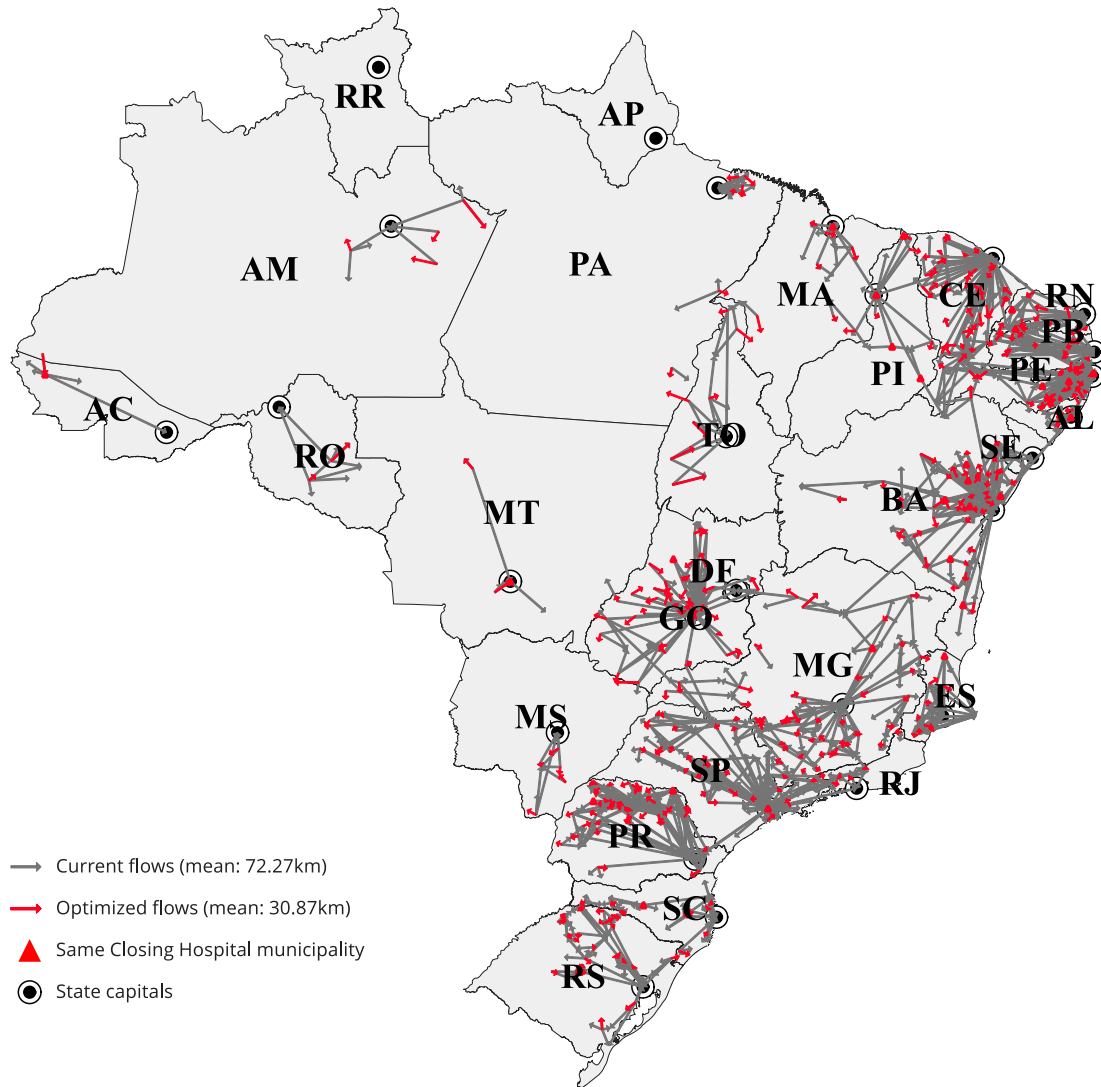 RR
AP
AM
PA
MA
CE
RN
PB
PI
PE
AC
AL
TO
RO
SE
BA
MT
DF
GO
MG
ES
MS
SP
RJ
PR
Current flows (mean: 72.27km)
Optimized flows (mean: 30.87km)
SC
Same Closing Hospital municipality
RS
State capitals